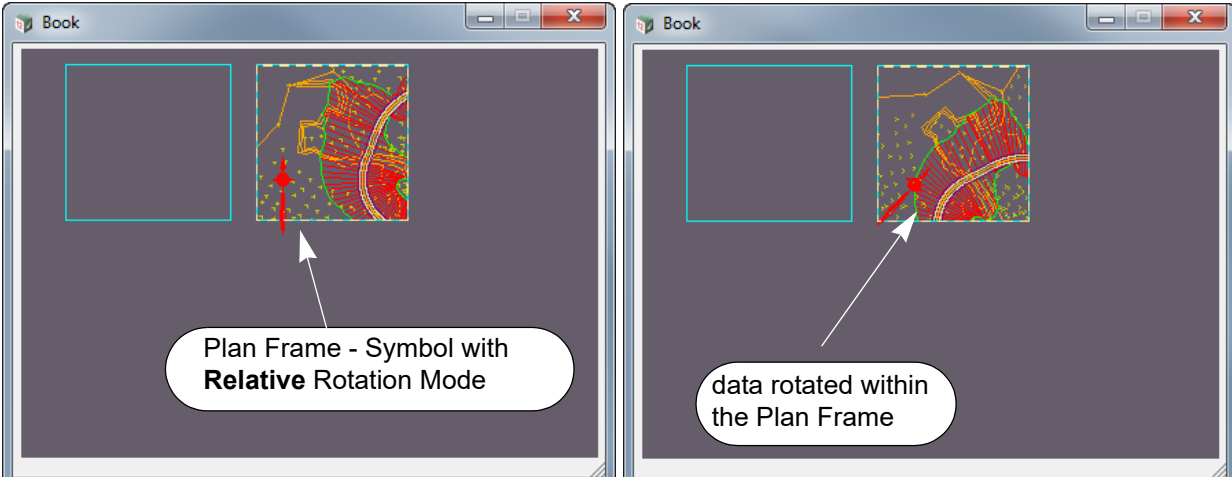 Book
Plan Frame - Symbol with
Relative Rotation Mode
Book
data rotated within
the Plan Frame